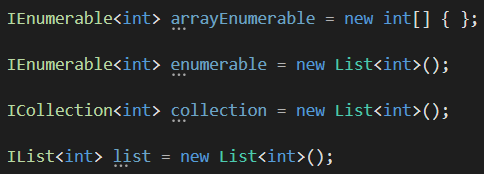 IEnumerable<int> arrayEnumerable = new int[] { };
IEnumerable<int> enumerable = new List<int>();
ICollection<int> collection = new List<int>();
IList<int> list = new List<int>();